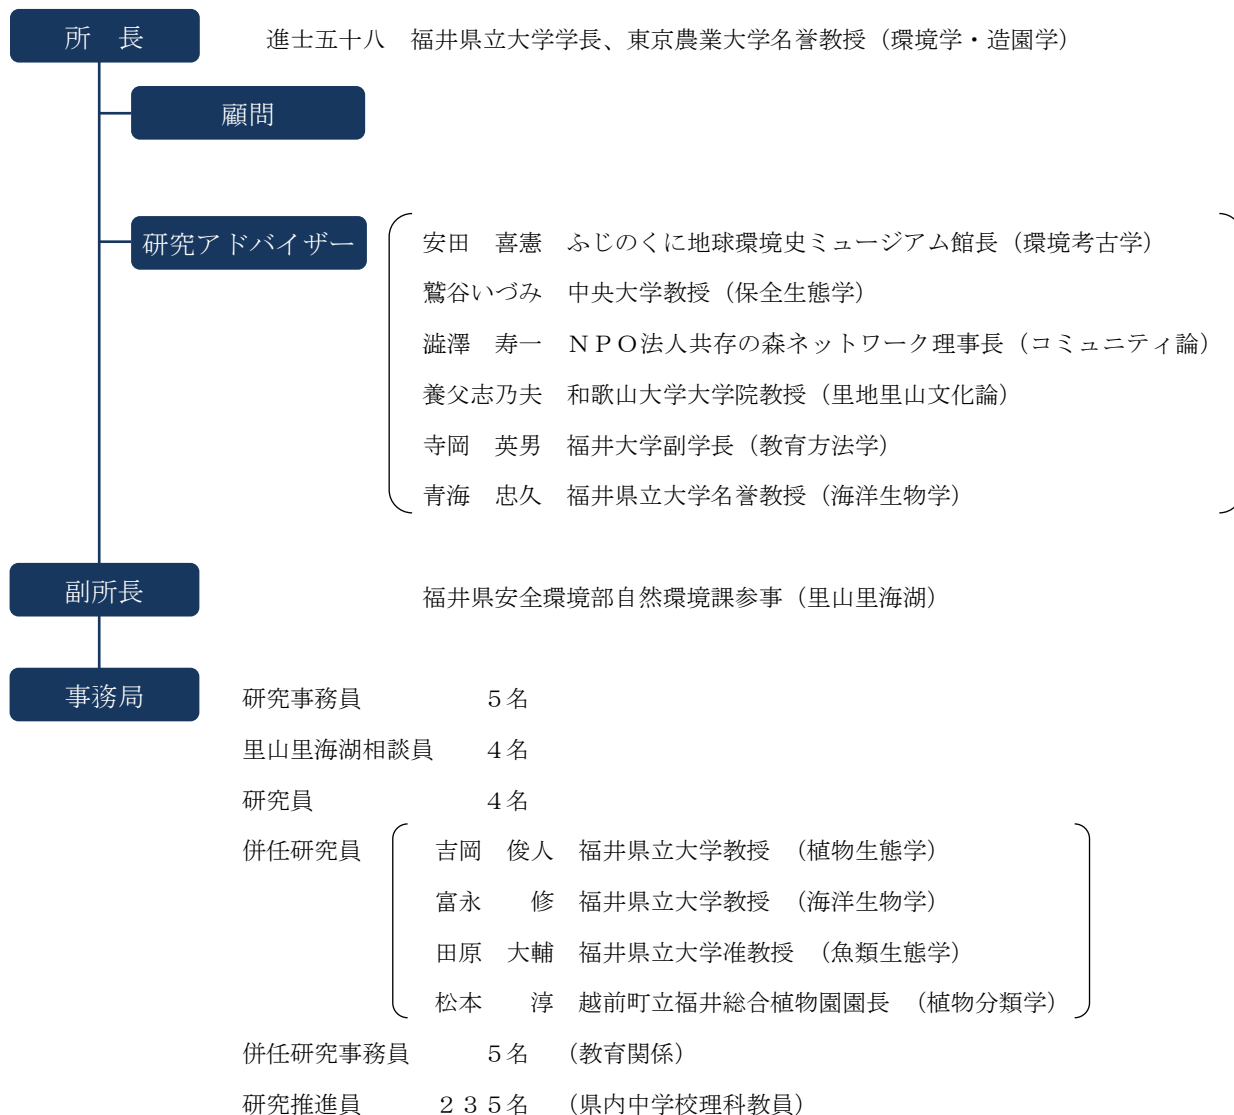 所　長　　進士五十八　福井県立大学学長、東京農業大学名誉教授（環境学・造園学）
顧問
研究アドバイザー　安田　喜憲　ふじのくに地球環境史ミュージアム館長（環境考古学）
鷲谷いづみ　中央大学教授（保全生態学）
澁澤　寿一　ＮＰＯ法人共存の森ネットワーク理事長（コミュニティ論）
養父志乃夫　和歌山大学大学院教授（里地里山文化論）
寺岡　英男　福井大学副学長（教育方法学）
青海　忠久　福井県立大学名誉教授（海洋生物学）
副所長　福井県安全環境部自然環境課参事（里山里海湖）
事務局　研究事務員　５名
里山里海湖相談員　４名
研究員　４名
併任研究員　吉岡　俊人　福井県立大学教授　（植物生態学）
富永　　修　福井県立大学教授　（海洋生物学）
田原　大輔　福井県立大学准教授　（魚類生態学）
松本　　淳　越前町立福井総合植物園園長　（植物分類学）
併任研究事務員　５名　（教育関係）
研究推進員　２３５名　（県内中学校理科教員）